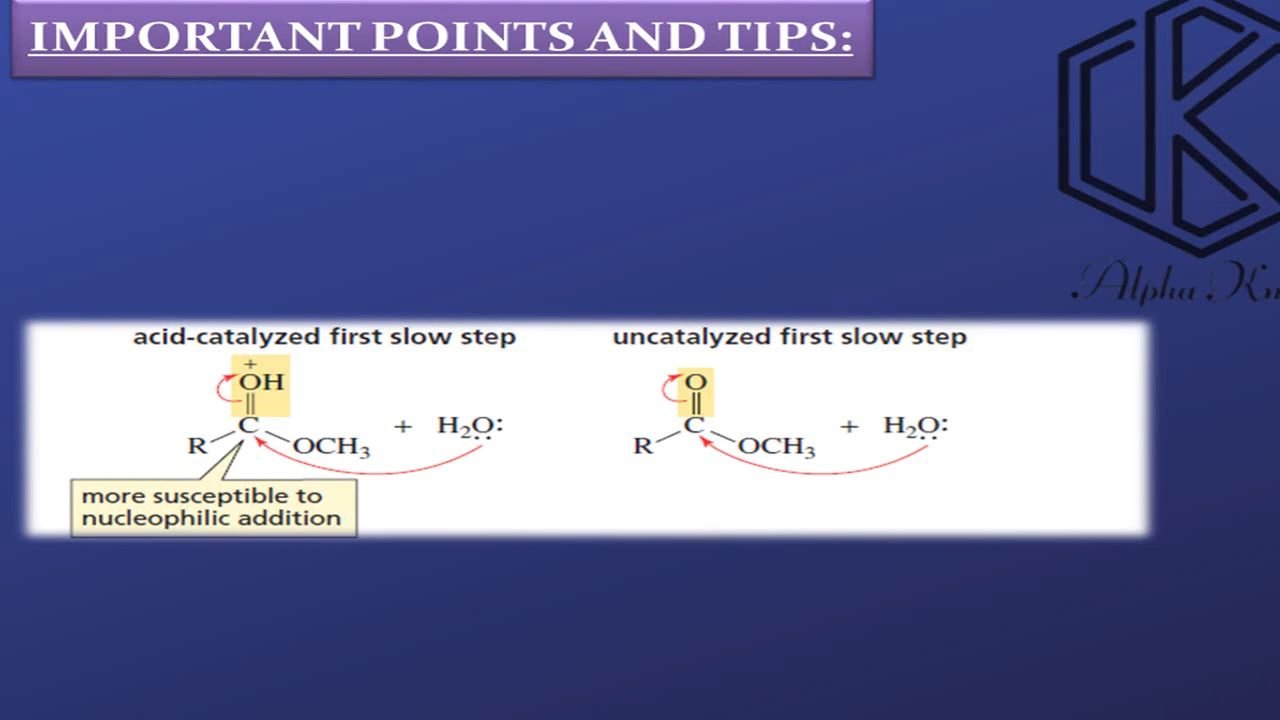 IMPORTANT POINTS AND TIPS:
Alpha
acid-catalyzed first slow step
uncatalyzed first slow step
+
OH
O
C
+ H₂O:
C
+ H₂O:
R
OCH₃
R
OCH₃
more susceptible to
nucleophilic addition